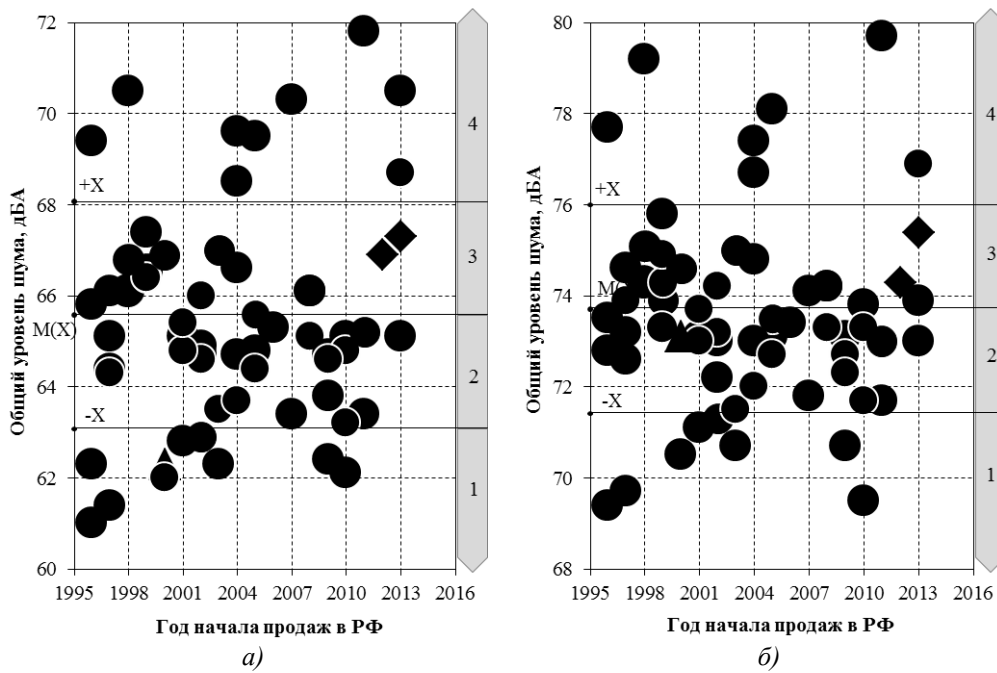 72
70
68
66
64
62
60
Общий уровень шума, дБА
+X
M(X)
-X
4
3
2
1
1995 1998 2001 2004 2007 2010 2013 2016
Год начала продаж в РФ
а)
80
78
76
74
72
70
68
Общий уровень шума, дБА
+X
-X
4
3
2
1
1995 1998 2001 2004 2007 2010 2013 2016
Год начала продаж в РФ
б)